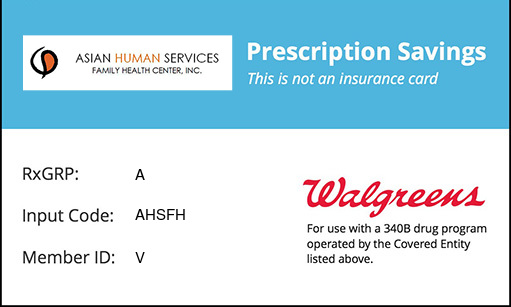 ASIAN HUMAN SERVICES
FAMILY HEALTH CENTER, INC.
Prescription Savings
This is not an insurance card
RxGRP: A
Input Code: AHSFH
Member ID: V
Walgreens
For use with a 340B drug program
operated by the Covered Entity
listed above.